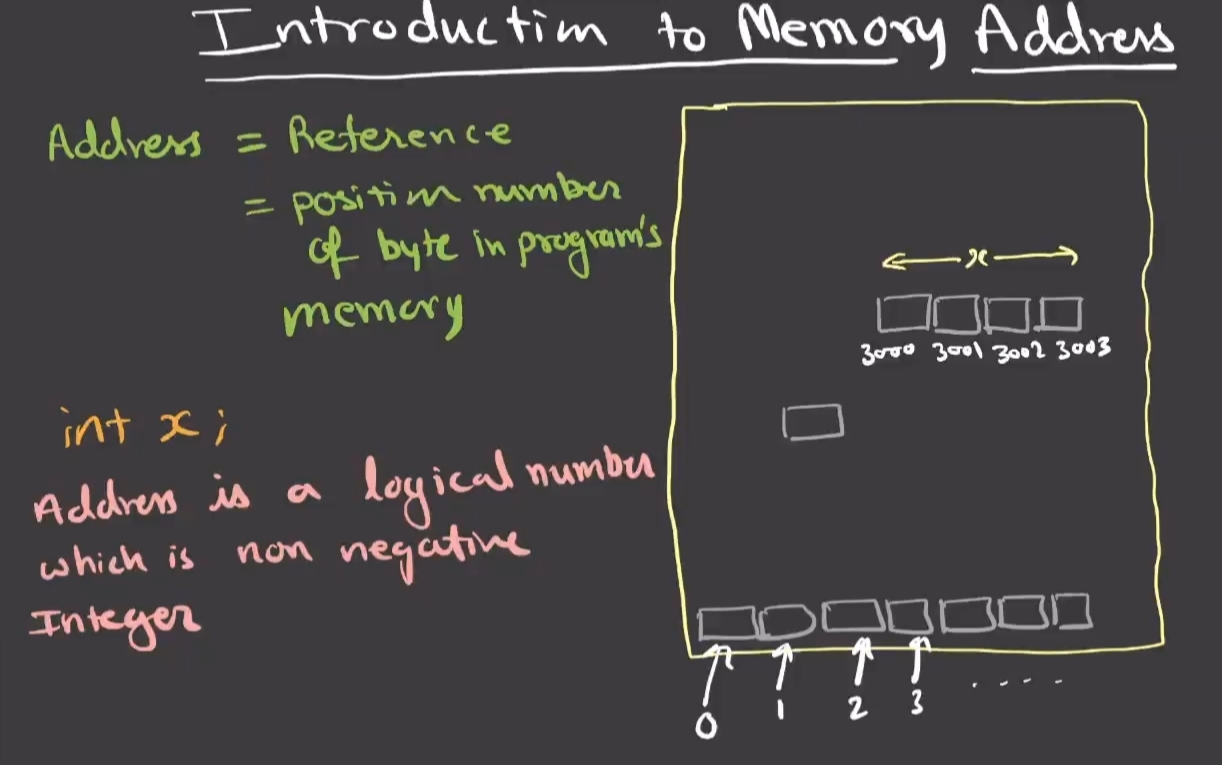 Introduction to Memory Address
Address = Reference
= position number
of byte in program's
memory
int x;
Address is a logical number
which is non negative
Integer
x
3000 3001 3002 3003
0 1 2 3 ....